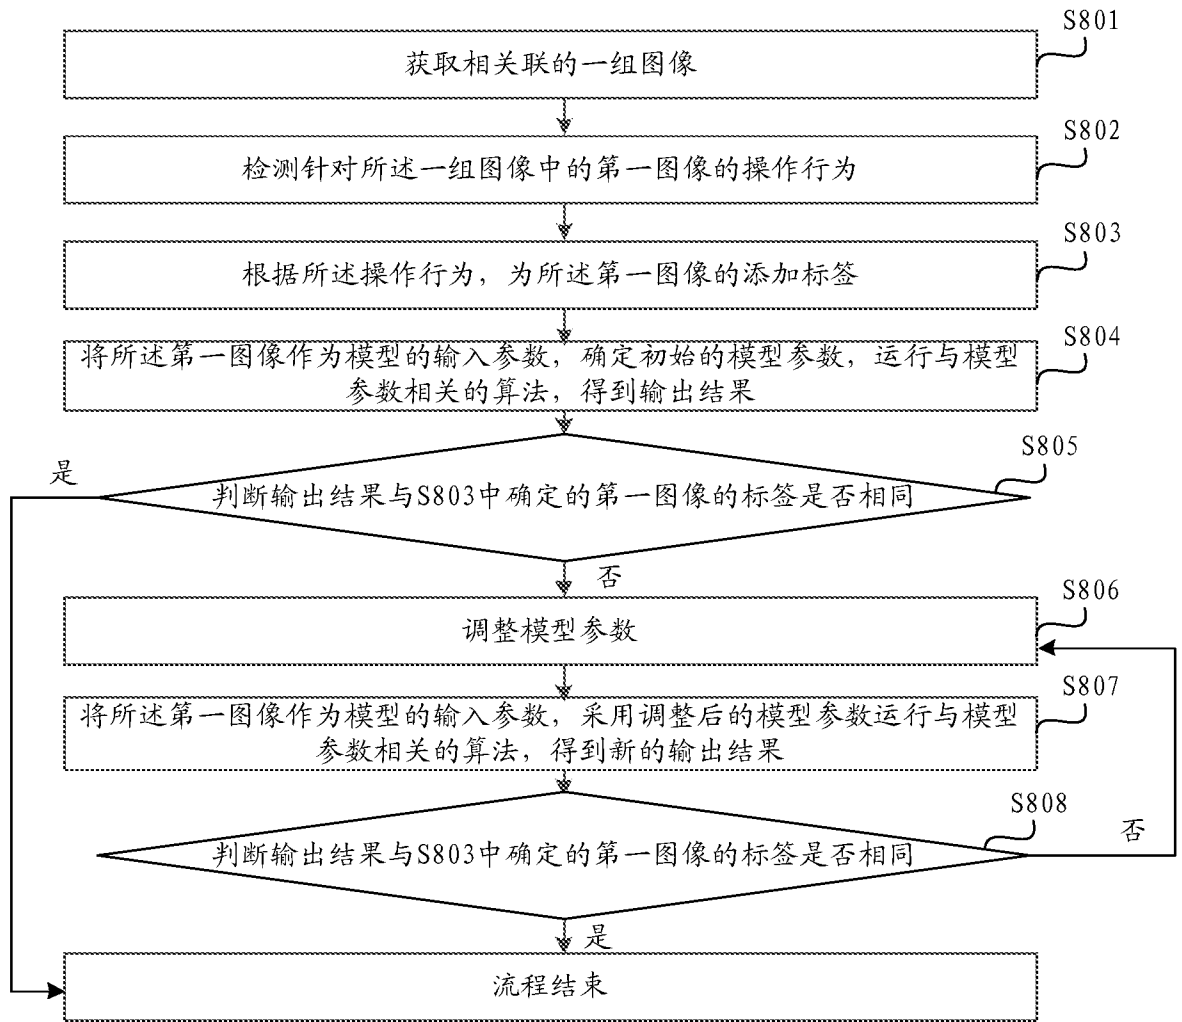 S801
获取相关联的一组图像
S802
检测针对所述一组图像中的第一图像的操作行为
S803
根据所述操作行为，为所述第一图像的添加标签
S804
将所述第一图像作为模型的输入参数，确定初始的模型参数，运行与模型
参数相关的算法，得到输出结果
S805
是
判断输出结果与S803中确定的第一图像的标签是否相同
否
S806
调整模型参数
S807
将所述第一图像作为模型的输入参数，采用调整后的模型参数运行与模型
参数相关的算法，得到新的输出结果
S808
否
判断输出结果与S803中确定的第一图像的标签是否相同
是
流程结束